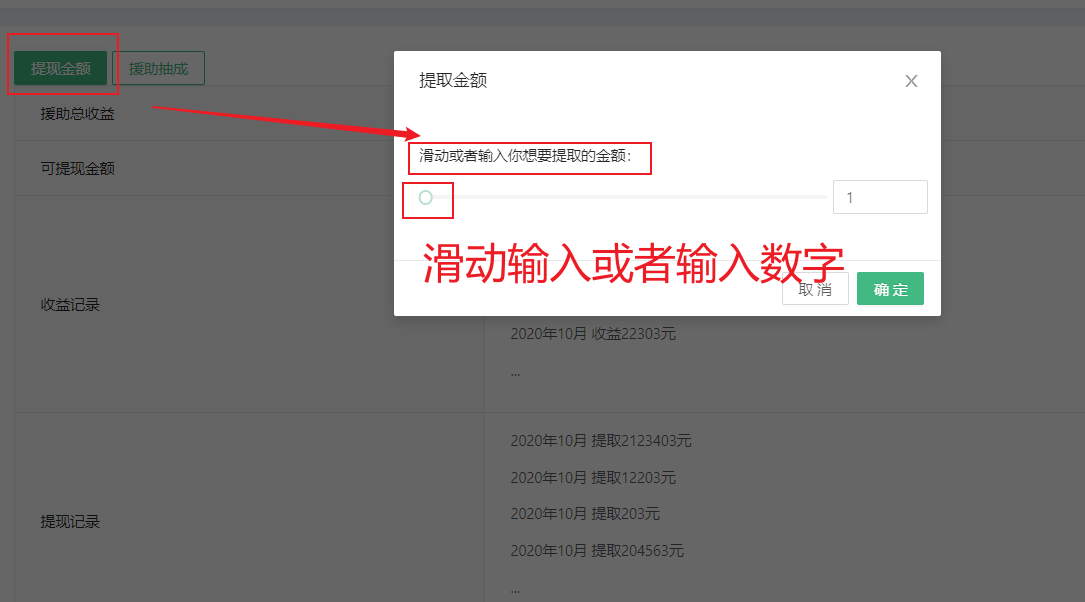 提现金额 援助抽成
援助总收益
可提现金额
收益记录
2020年10月 收益22303元
...
提现记录
2020年10月 提取2123403元
2020年10月 提取12203元
2020年10月 提取203元
2020年10月 提取204563元
...
提取金额
滑动或者输入你想要提取的金额：
1
滑动输入或者输入数字
取 消 确 定